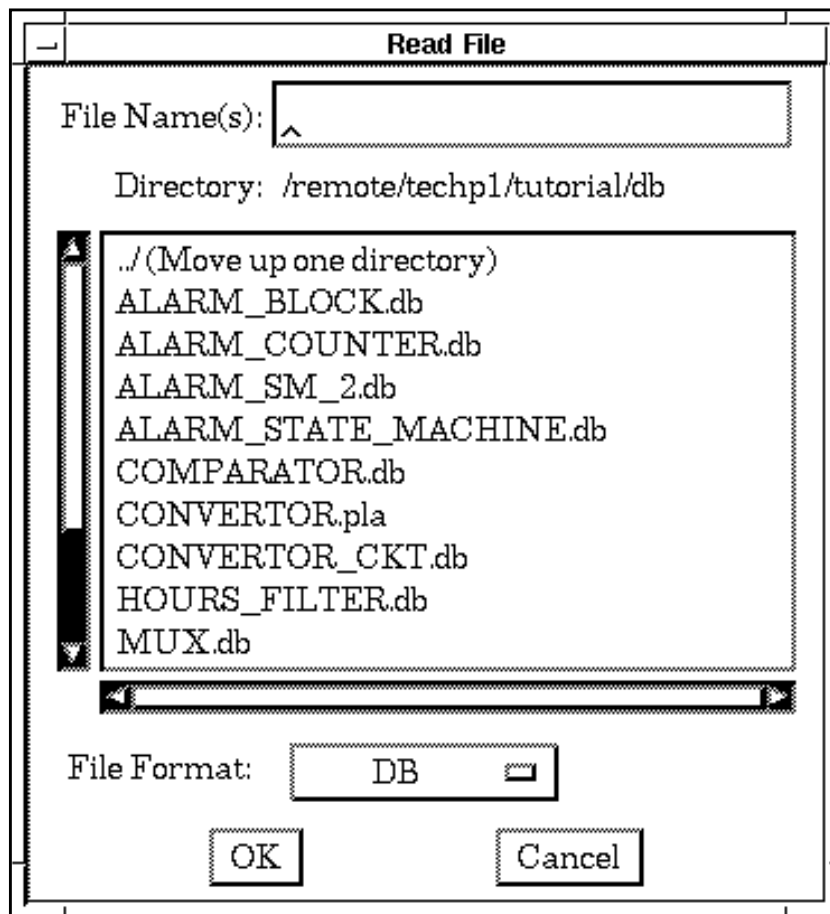 Read File
File Name(s):
Directory: /remote/techp1/tutorial/db
../ (Move up one directory)
ALARM_BLOCK.db
ALARM_COUNTER.db
ALARM_SM_2.db
ALARM_STATE_MACHINE.db
COMPARATOR.db
CONVERTOR.pla
CONVERTOR_CKT.db
HOURS_FILTER.db
MUX.db
File Format: DB
OK Cancel